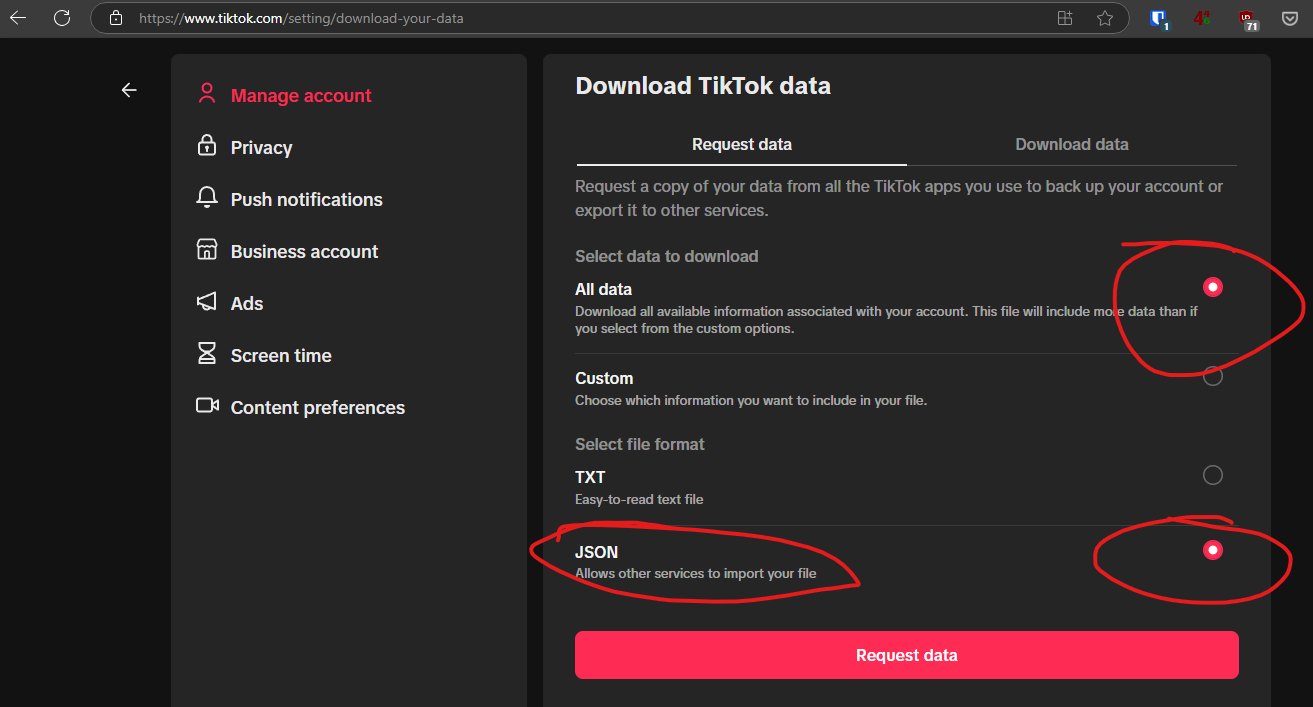 https://www.tiktok.com/setting/download-your-data
1
4
71
Manage account
Privacy
Push notifications
Business account
Ads
Screen time
Content preferences
Download TikTok data
Request data
Download data
Request a copy of your data from all the TikTok apps you use to back up your account or
export it to other services.
Select data to download
All data
Download all available information associated with your account. This file will include more data than if
you select from the custom options.
Custom
Choose which information you want to include in your file.
Select file format
TXT
Easy-to-read text file
JSON
Allows other services to import your file
Request data